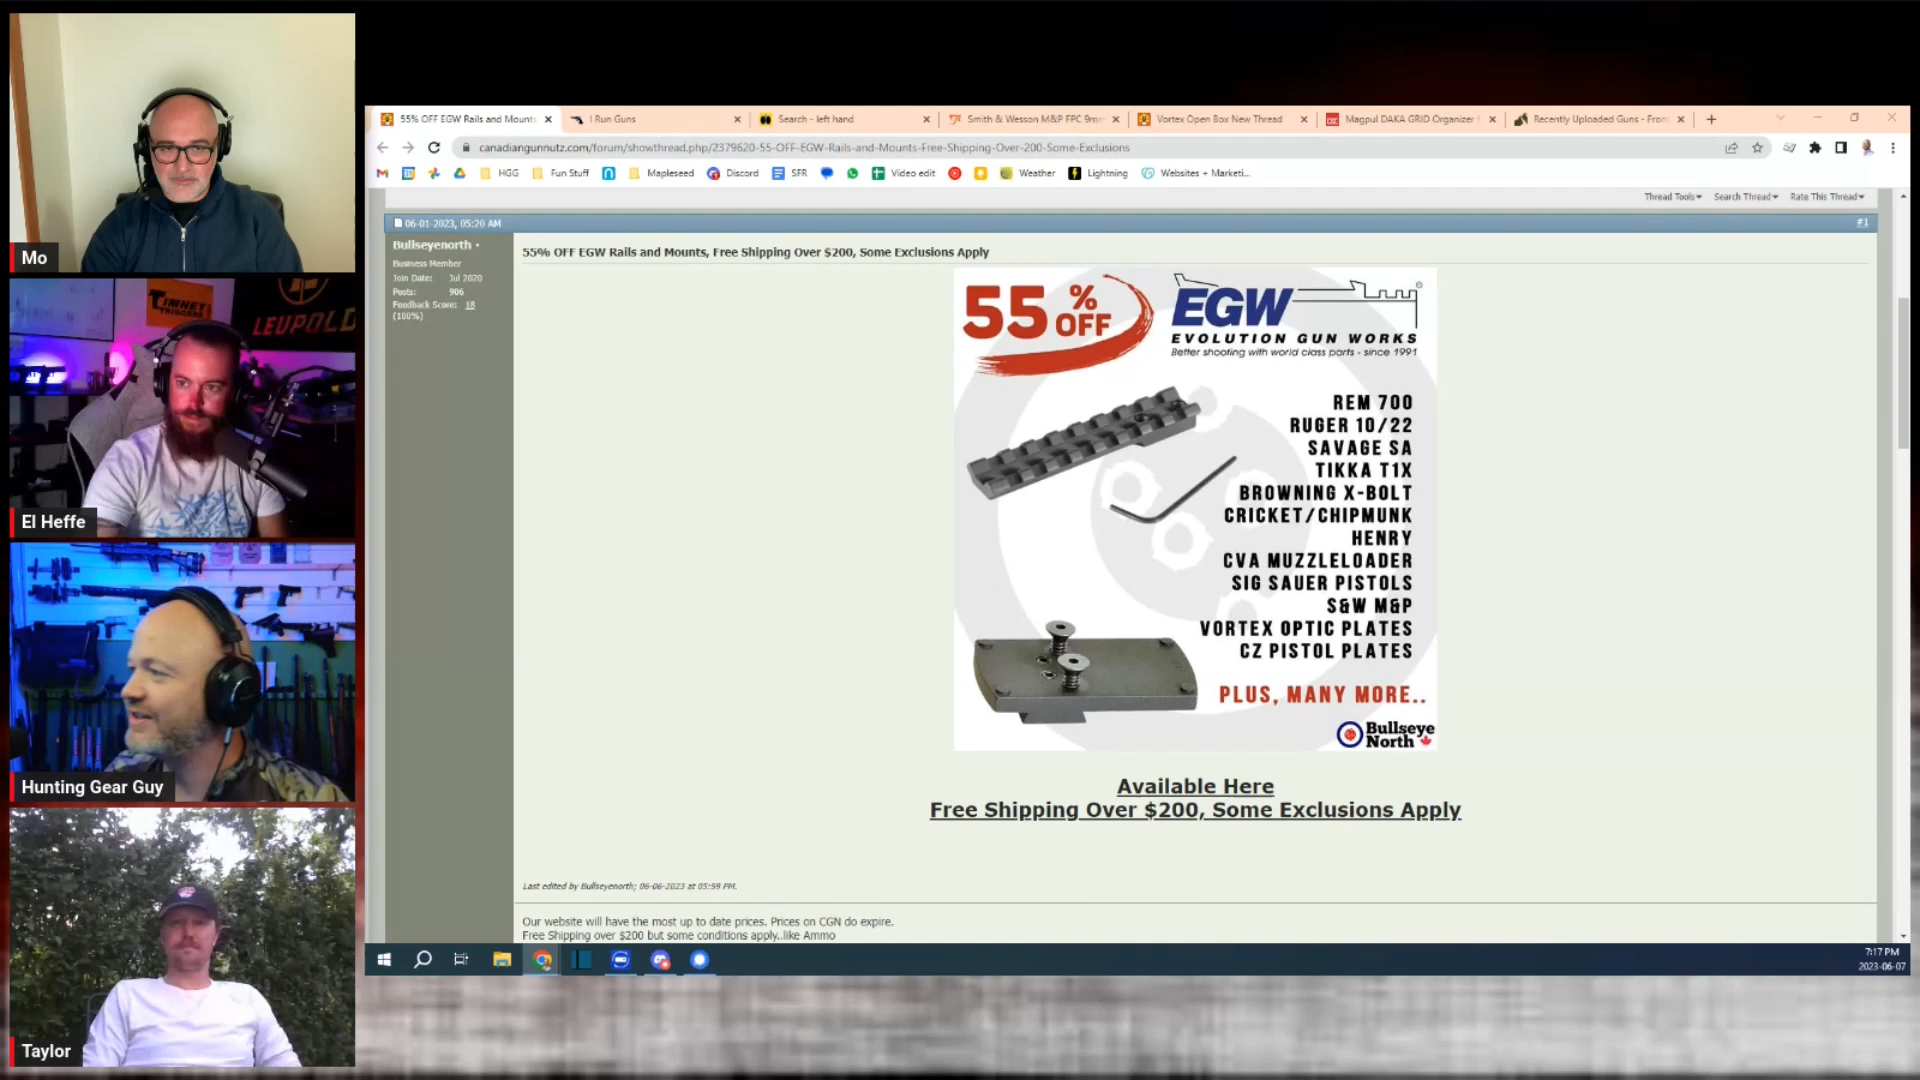 Mo
TIMNEY
TRIGGERS
LEUPOLD
El Heffe
Hunting Gear Guy
Taylor
55% OFF EGW Rails and Mounts
I Run Guns
Search - left hand
Smith & Wesson M&P FPC 9mm
Vortex Open Box New Thread
Magpul DAKA GRID Organizer
Recently Uploaded Guns - Fron
canadiangunnutz.com/forum/showthread.php/2379620-55-OFF-EGW-Rails-and-Mounts-Free-Shipping-Over-200-Some-Exclusions
HGG
Fun Stuff
Mapleseed
Discord
SFR
Video edit
Weather
Lightning
Websites + Marketi...
Thread Tools
Search Thread
Rate This Thread
06-01-2023, 05:20 AM
#1
Bullseyenorth
Business Member
Join Date: Jul 2020
Posts: 906
Feedback Score: 18
(100%)
55% OFF EGW Rails and Mounts, Free Shipping Over $200, Some Exclusions Apply
55% OFF
EGW
EVOLUTION GUN WORKS
Better shooting with world class parts - since 1991
REM 700
RUGER 10/22
SAVAGE SA
TIKKA T1X
BROWNING X-BOLT
CRICKET/CHIPMUNK
HENRY
CVA MUZZLELOADER
SIG SAUER PISTOLS
S&W M&P
VORTEX OPTIC PLATES
CZ PISTOL PLATES
PLUS, MANY MORE..
Bullseye
North
Available Here
Free Shipping Over $200, Some Exclusions Apply
Last edited by Bullseyenorth; 06-06-2023 at 05:59 PM.
Our website will have the most up to date prices. Prices on CGN do expire.
Free Shipping over $200 but some conditions apply..like Ammo
7:17 PM
2023-06-07